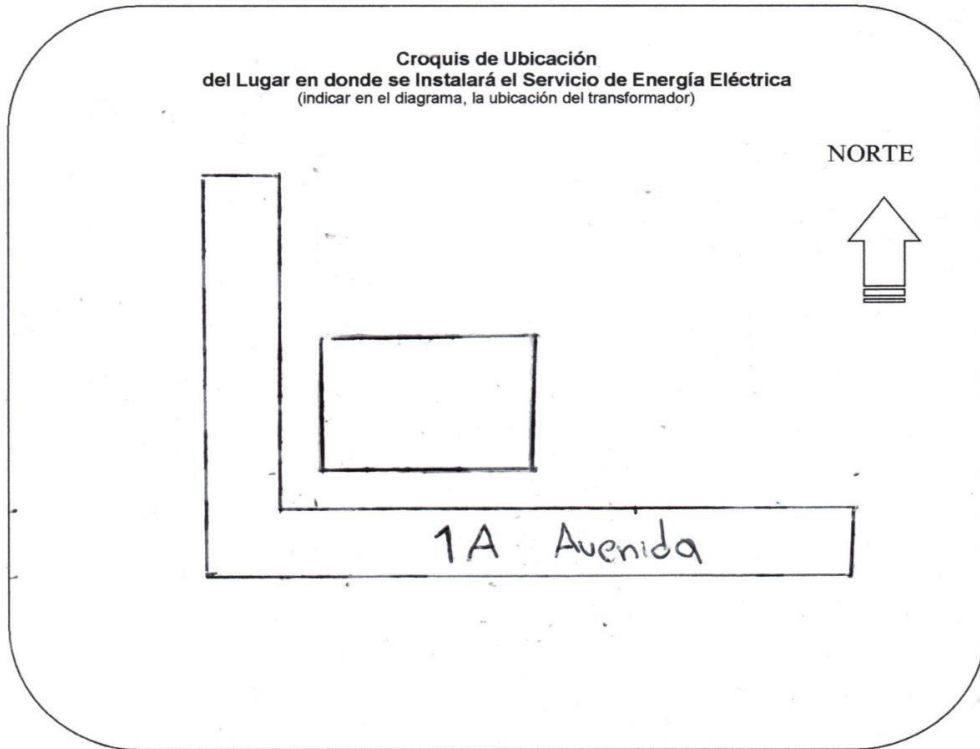 Croquis de Ubicación
del Lugar en donde se Instalará el Servicio de Energía Eléctrica
(indicar en el diagrama, la ubicación del transformador)
NORTE
1A Avenida